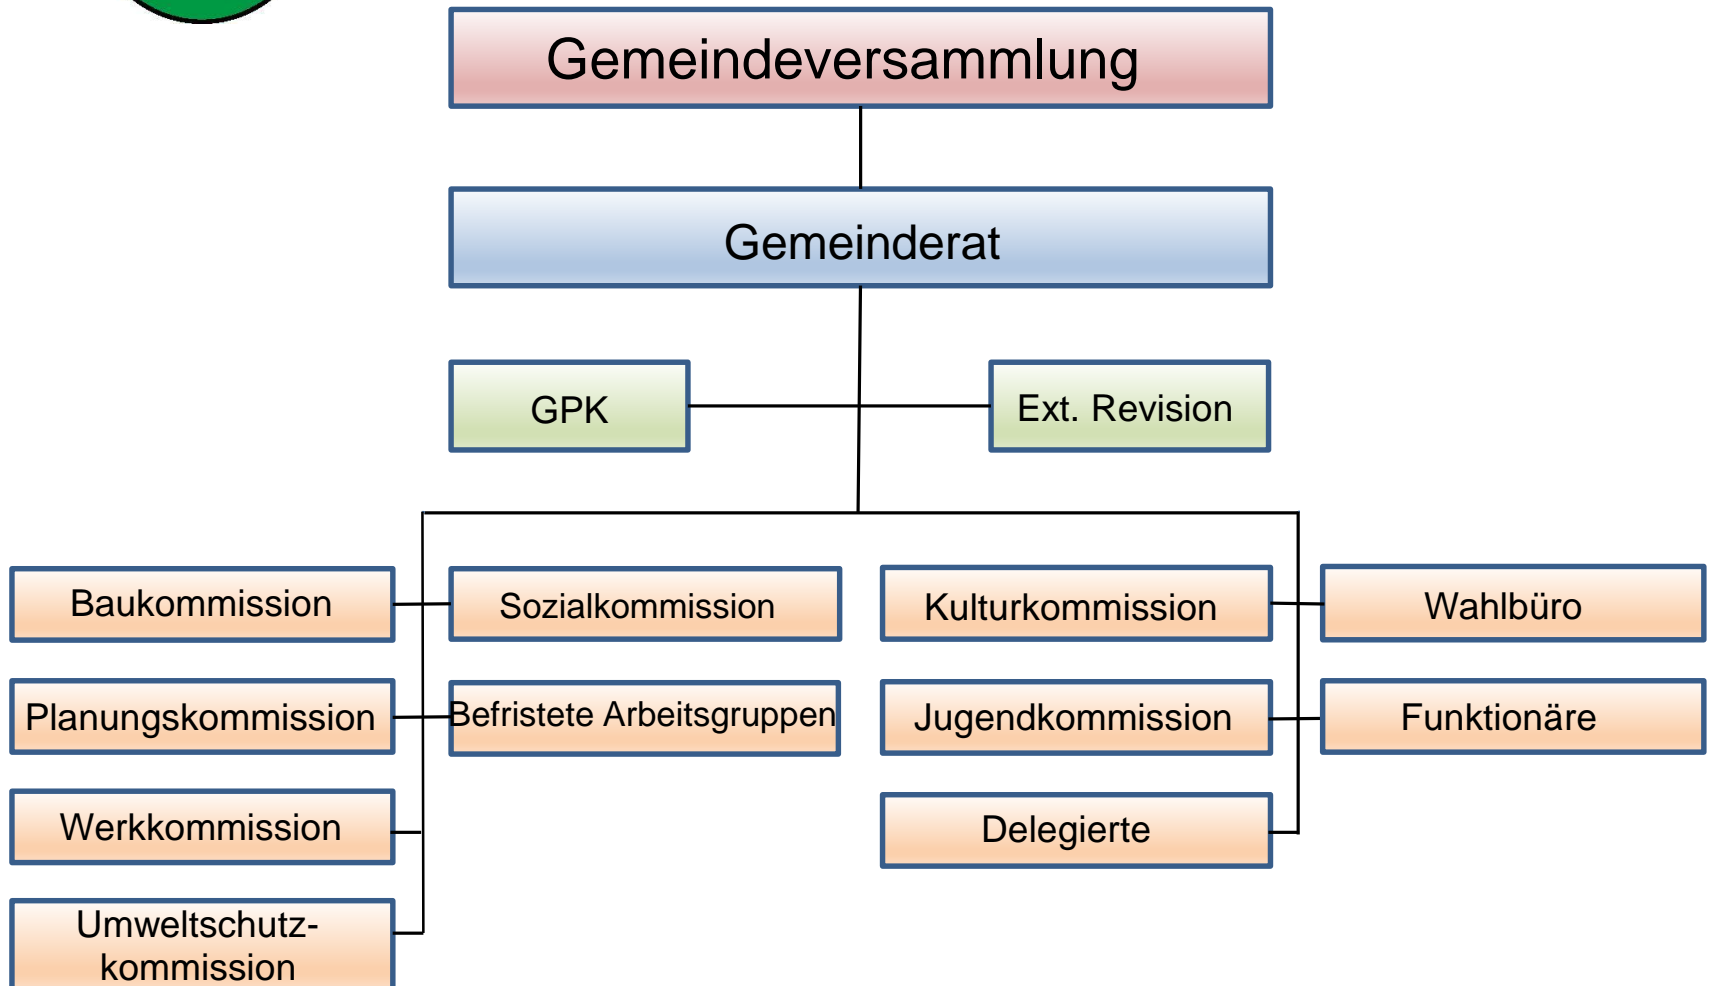 Gemeindeversammlung
Gemeinderat
GPK
Ext. Revision
Baukommission
Sozialkommission
Kulturkommission
Wahlbüro
Planungskommission
Befristete Arbeitsgruppen
Jugendkommission
Funktionäre
Werkkommission
Delegierte
Umweltschutz-
kommission